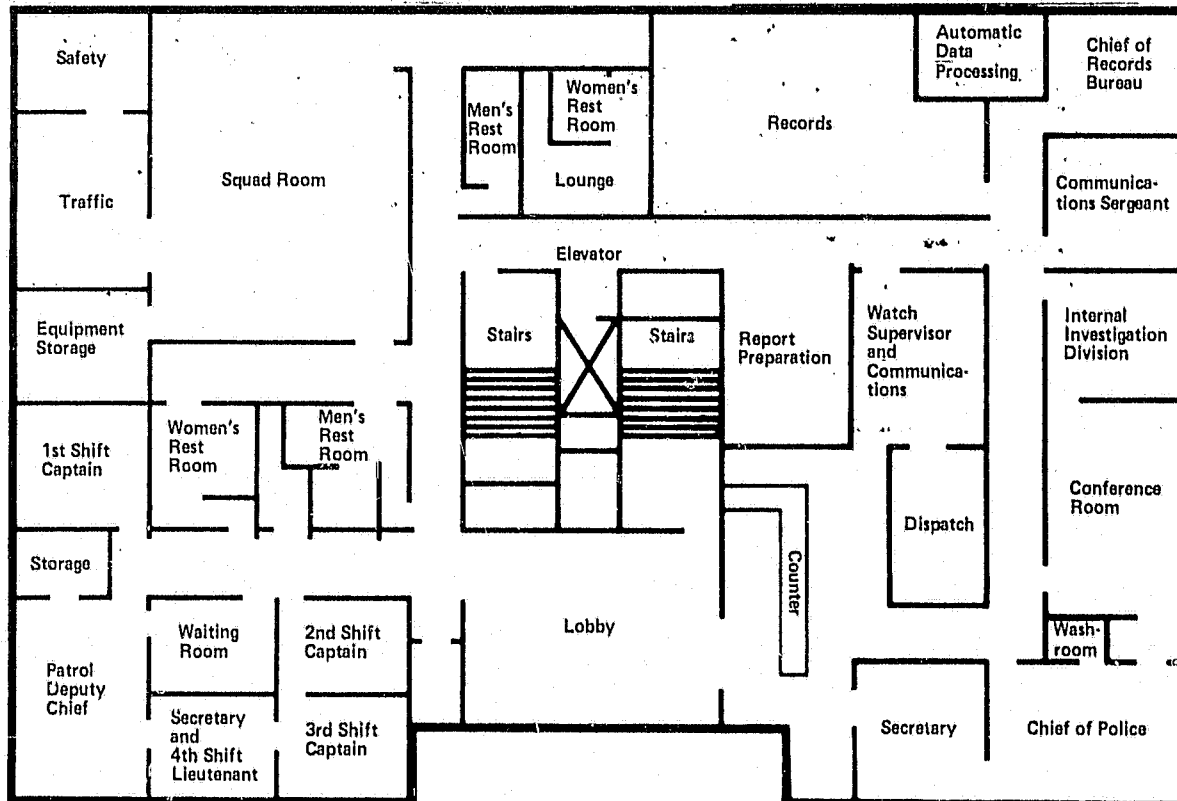 Safety
Traffic
Equipment
Storage
1st Shift
Captain
Storage
Patrol
Deputy
Chief
Squad Room
Women's
Rest
Room
Men's
Rest
Room
Waiting
Room
2nd Shift
Captain
Secretary
and
4th Shift
Lieutenant
3rd Shift
Captain
Men's
Rest
Room
Women's
Rest
Room
Lounge
Elevator
Stairs
Stairs
Lobby
Records
Automatic
Data
Processing
Chief of
Records
Bureau
Communica-
tions Sergeant
Report
Preparation
Watch
Supervisor
and
Communica-
tions
Internal
Investigation
Division
Dispatch
Conference
Room
Counter
Wash-
room
Secretary
Chief of Police